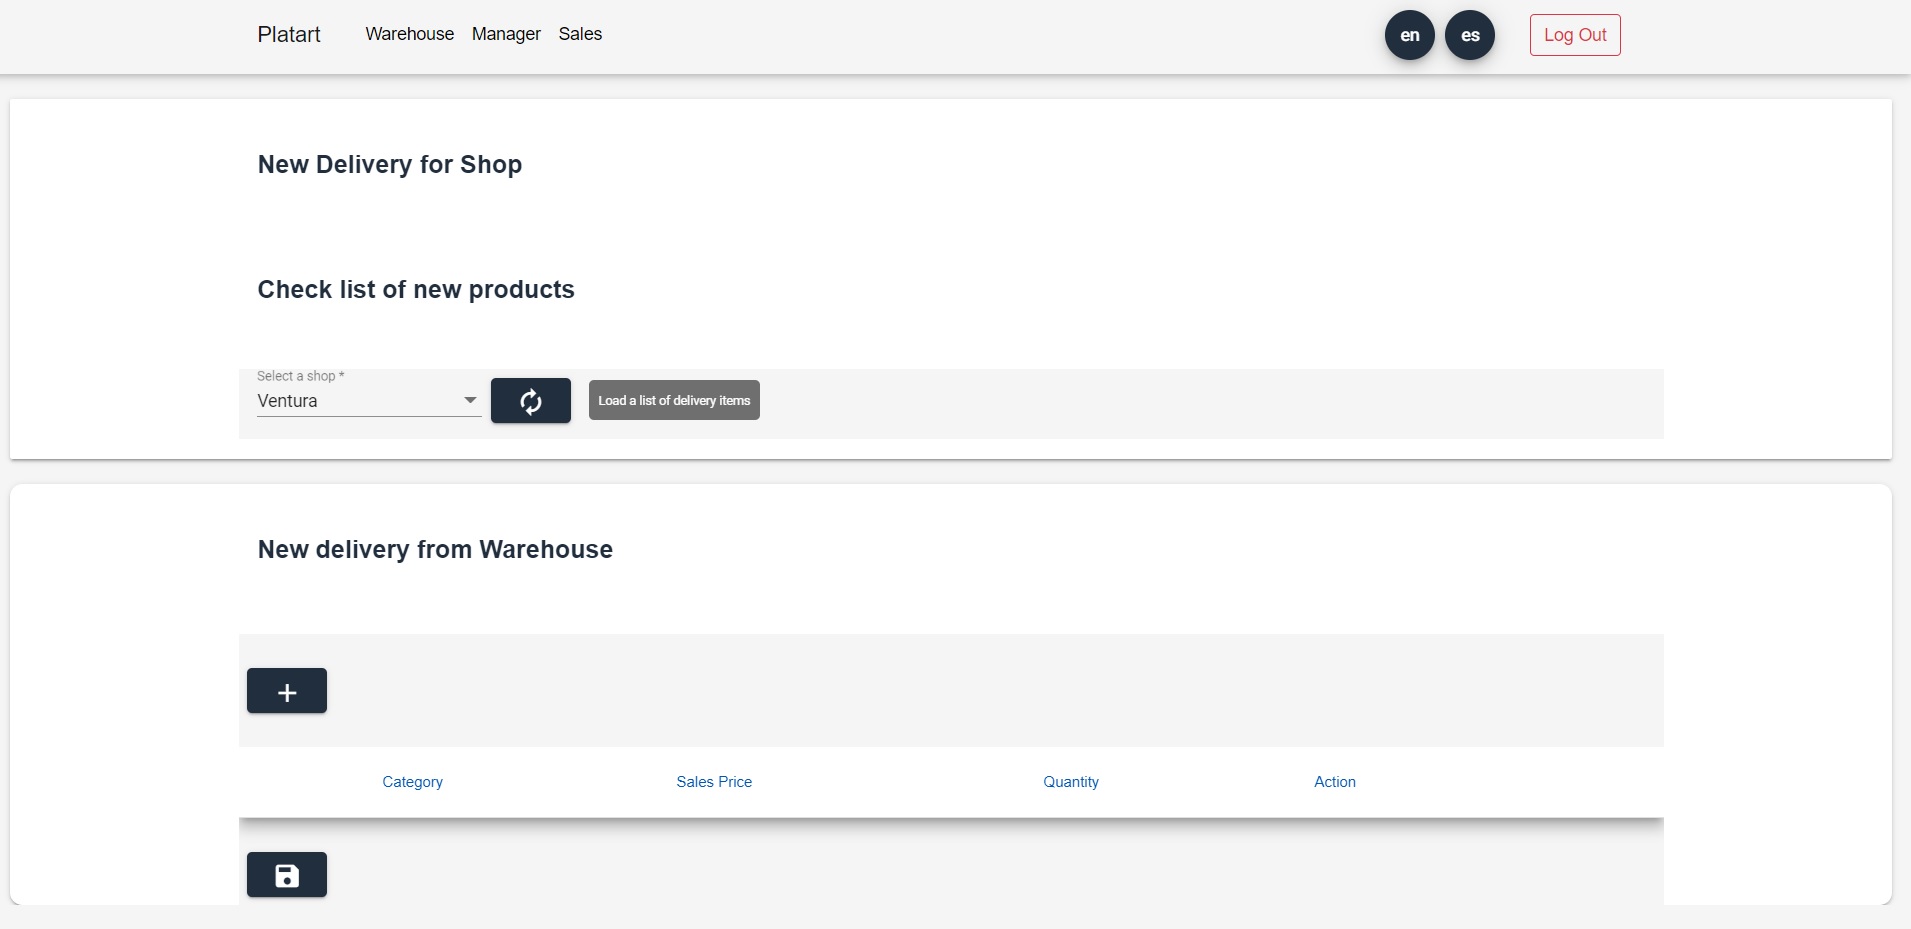 Platart Warehouse Manager Sales en es Log Out
New Delivery for Shop
Check list of new products
Select a shop *
Ventura
Load a list of delivery items
New delivery from Warehouse
Category Sales Price Quantity Action